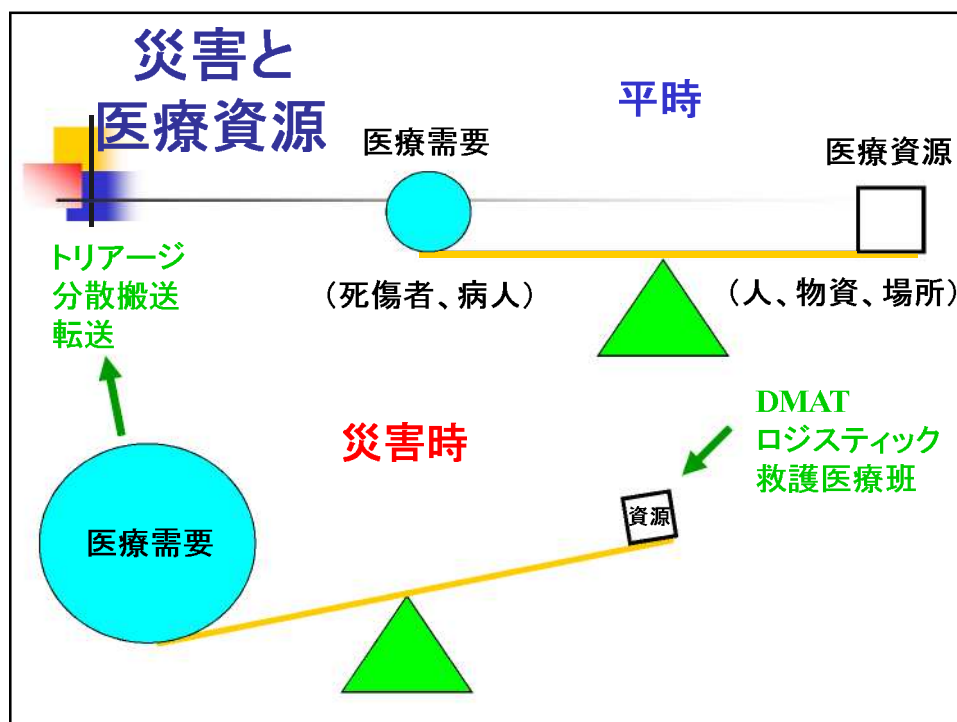 災害と
医療資源
平時
医療需要
医療資源
(死傷者、病人)
(人、物資、場所)
トリアージ
分散搬送
転送
災害時
DMAT
ロジスティック
救護医療班
医療需要
資源